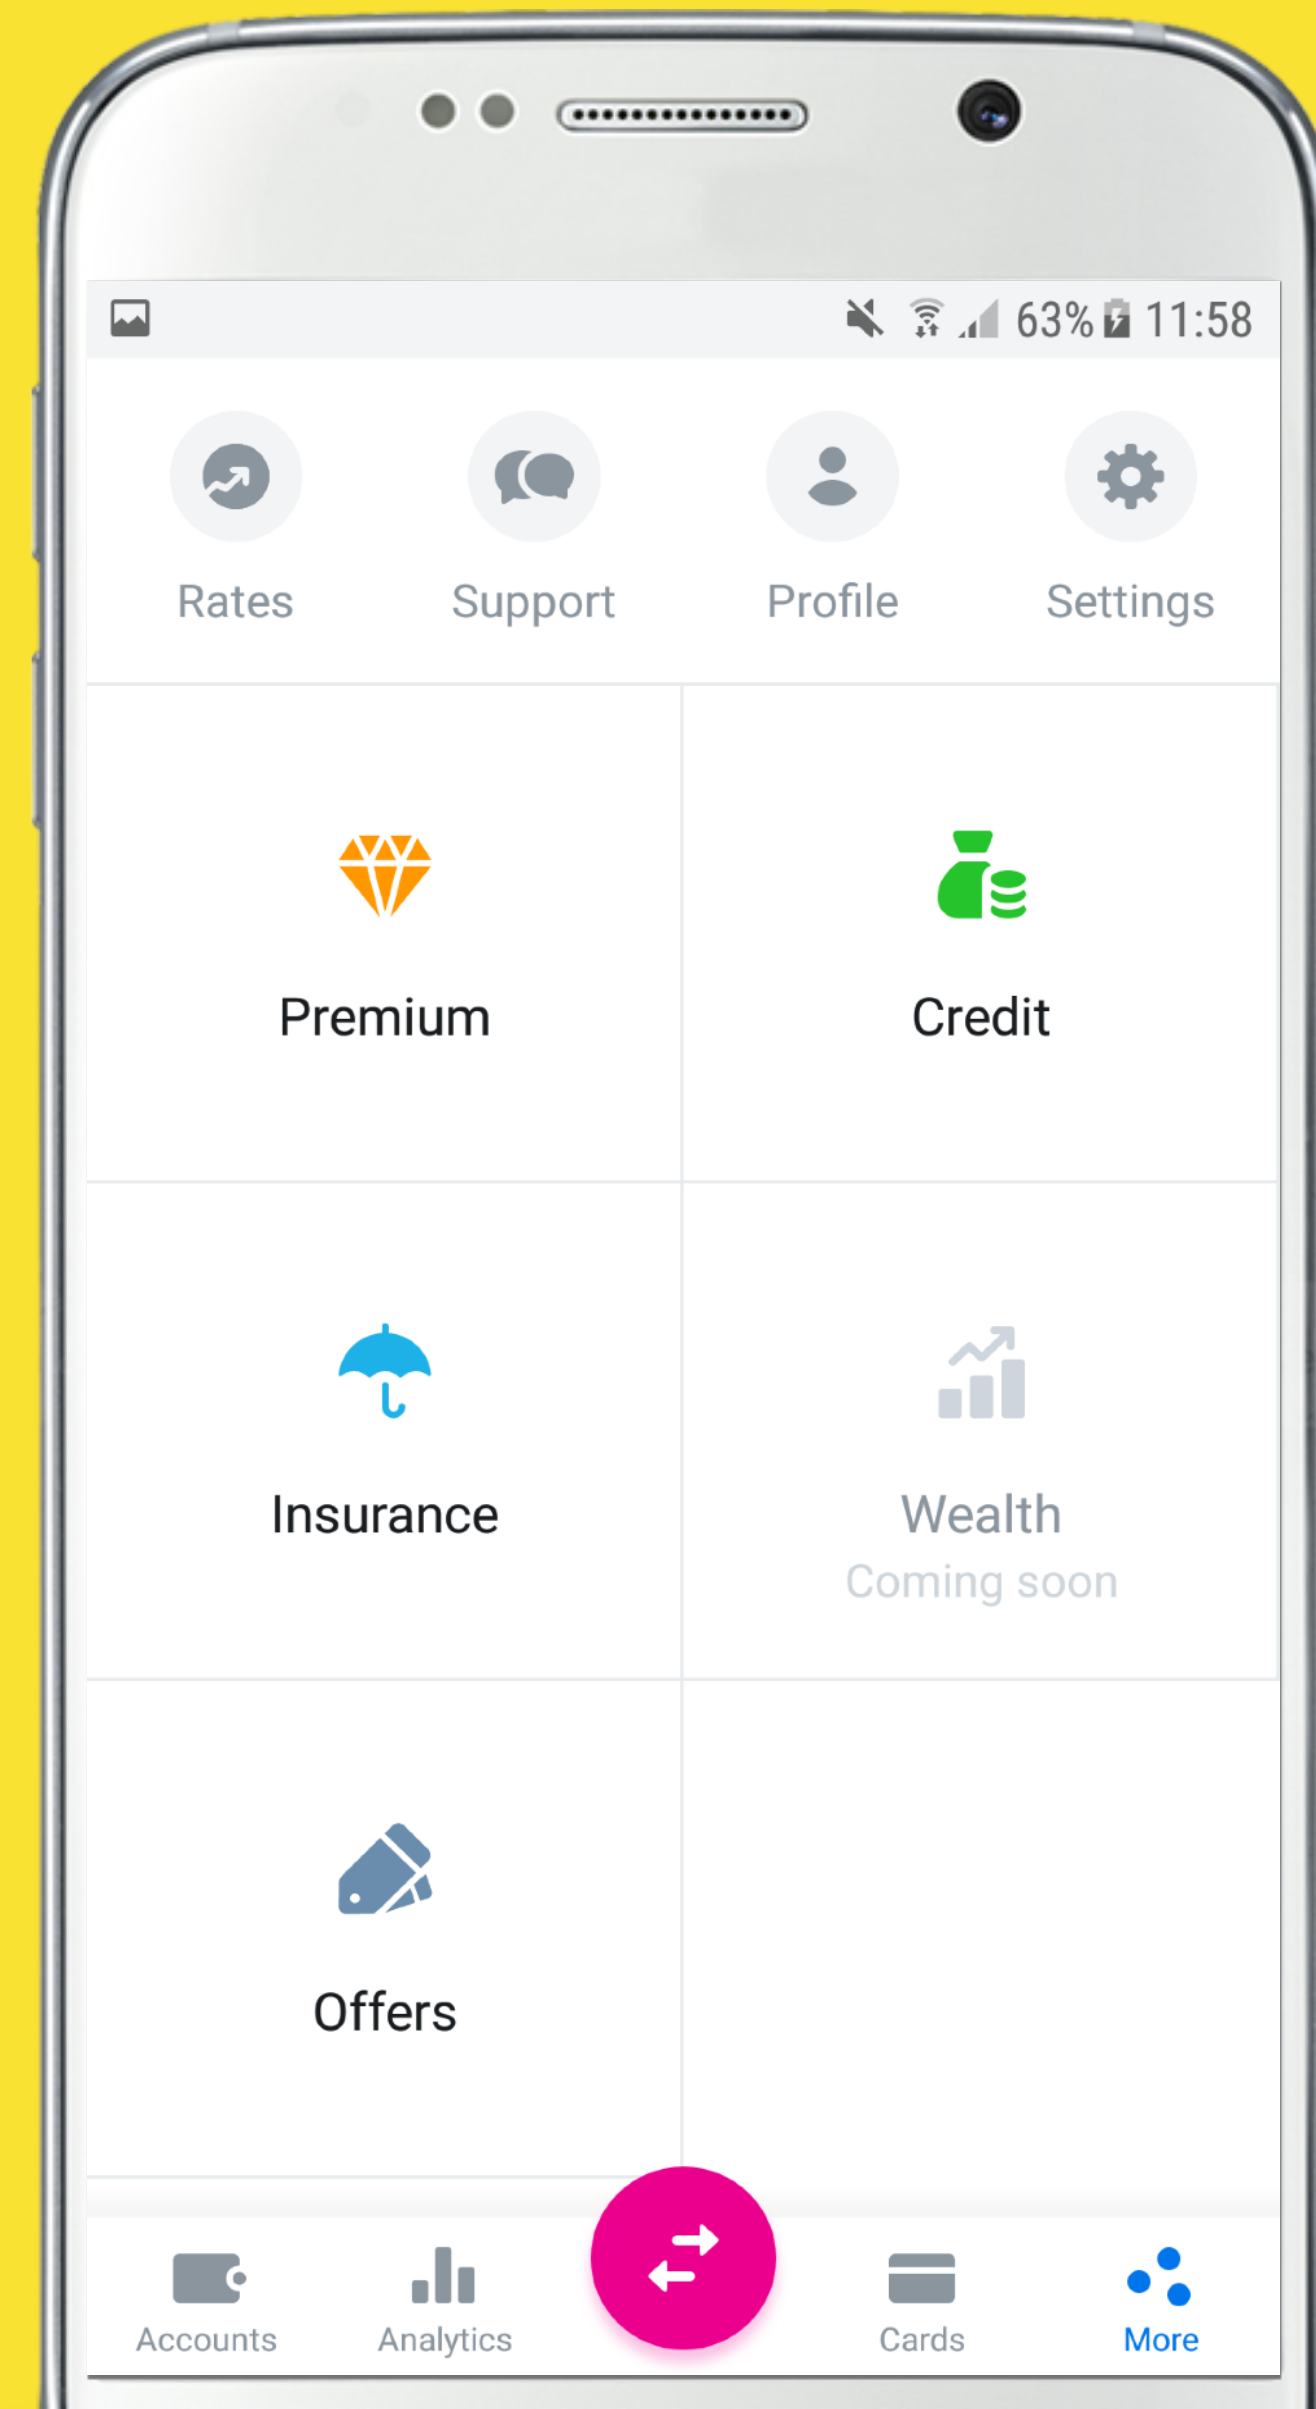 63% 11:58
Rates Support Profile Settings
Premium Credit
Insurance Wealth
Coming soon
Offers
Accounts Analytics Cards More